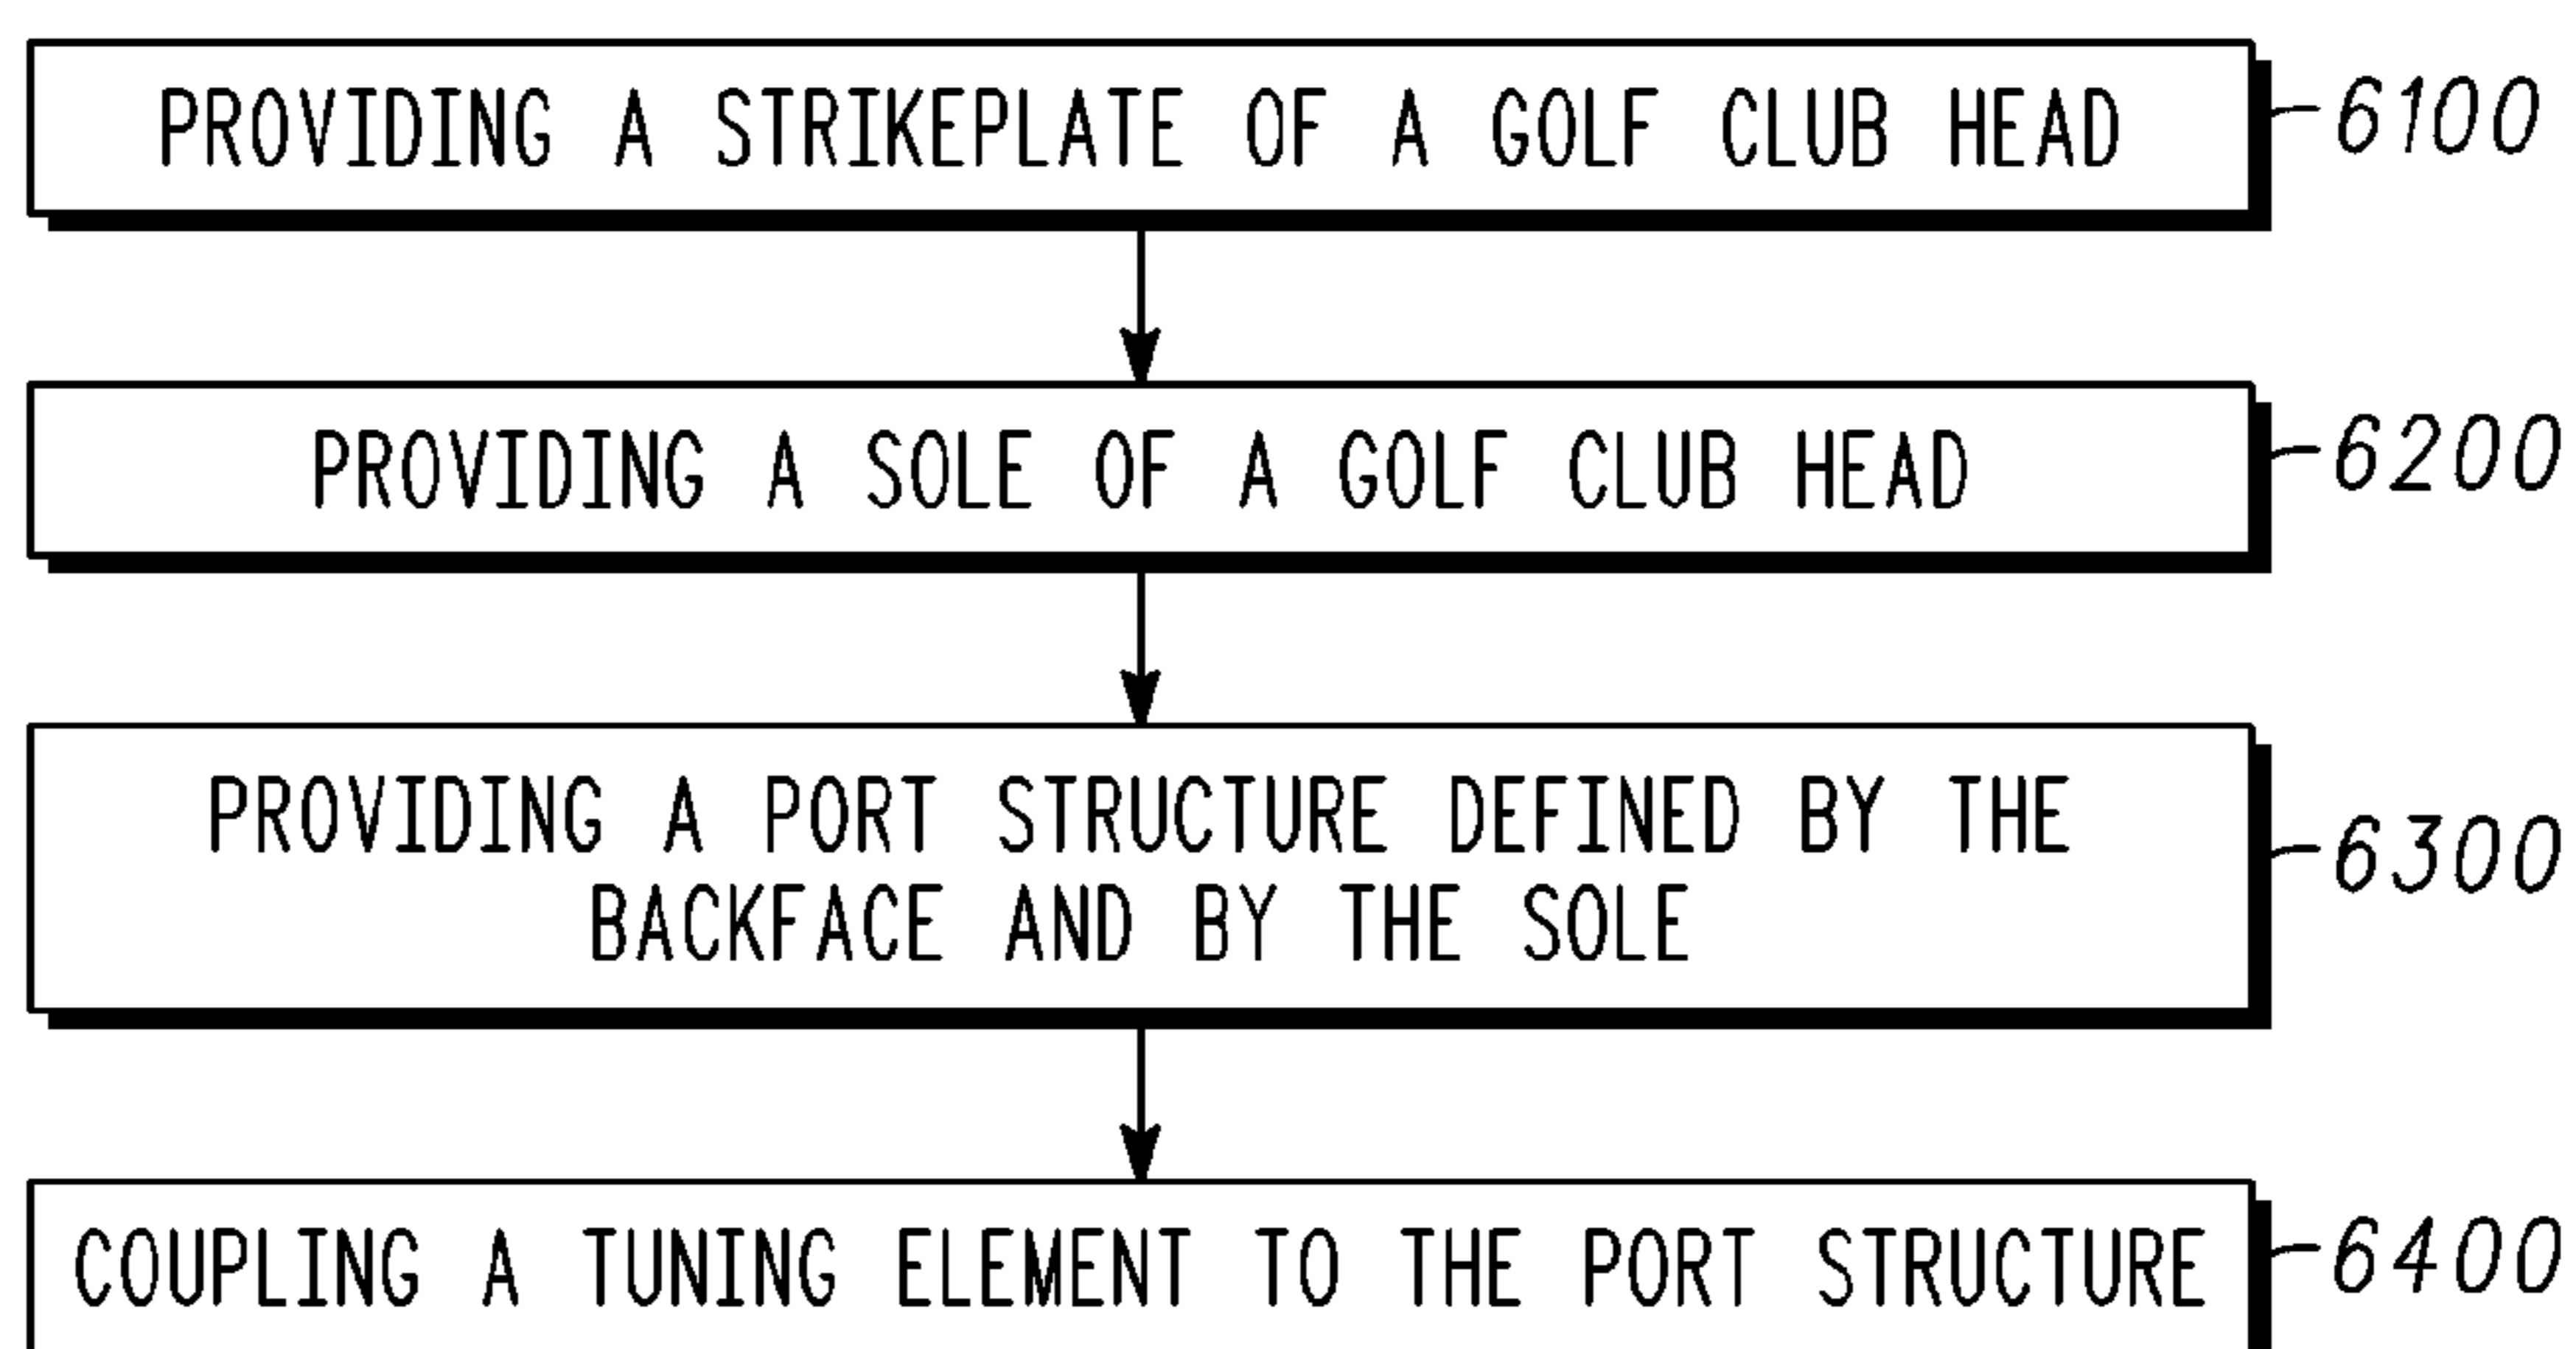 PROVIDING A STRIKEPLATE OF A GOLF CLUB HEAD 6100
PROVIDING A SOLE OF A GOLF CLUB HEAD 6200
PROVIDING A PORT STRUCTURE DEFINED BY THE
BACKFACE AND BY THE SOLE
6300
COUPLING A TUNING ELEMENT TO THE PORT STRUCTURE 6400